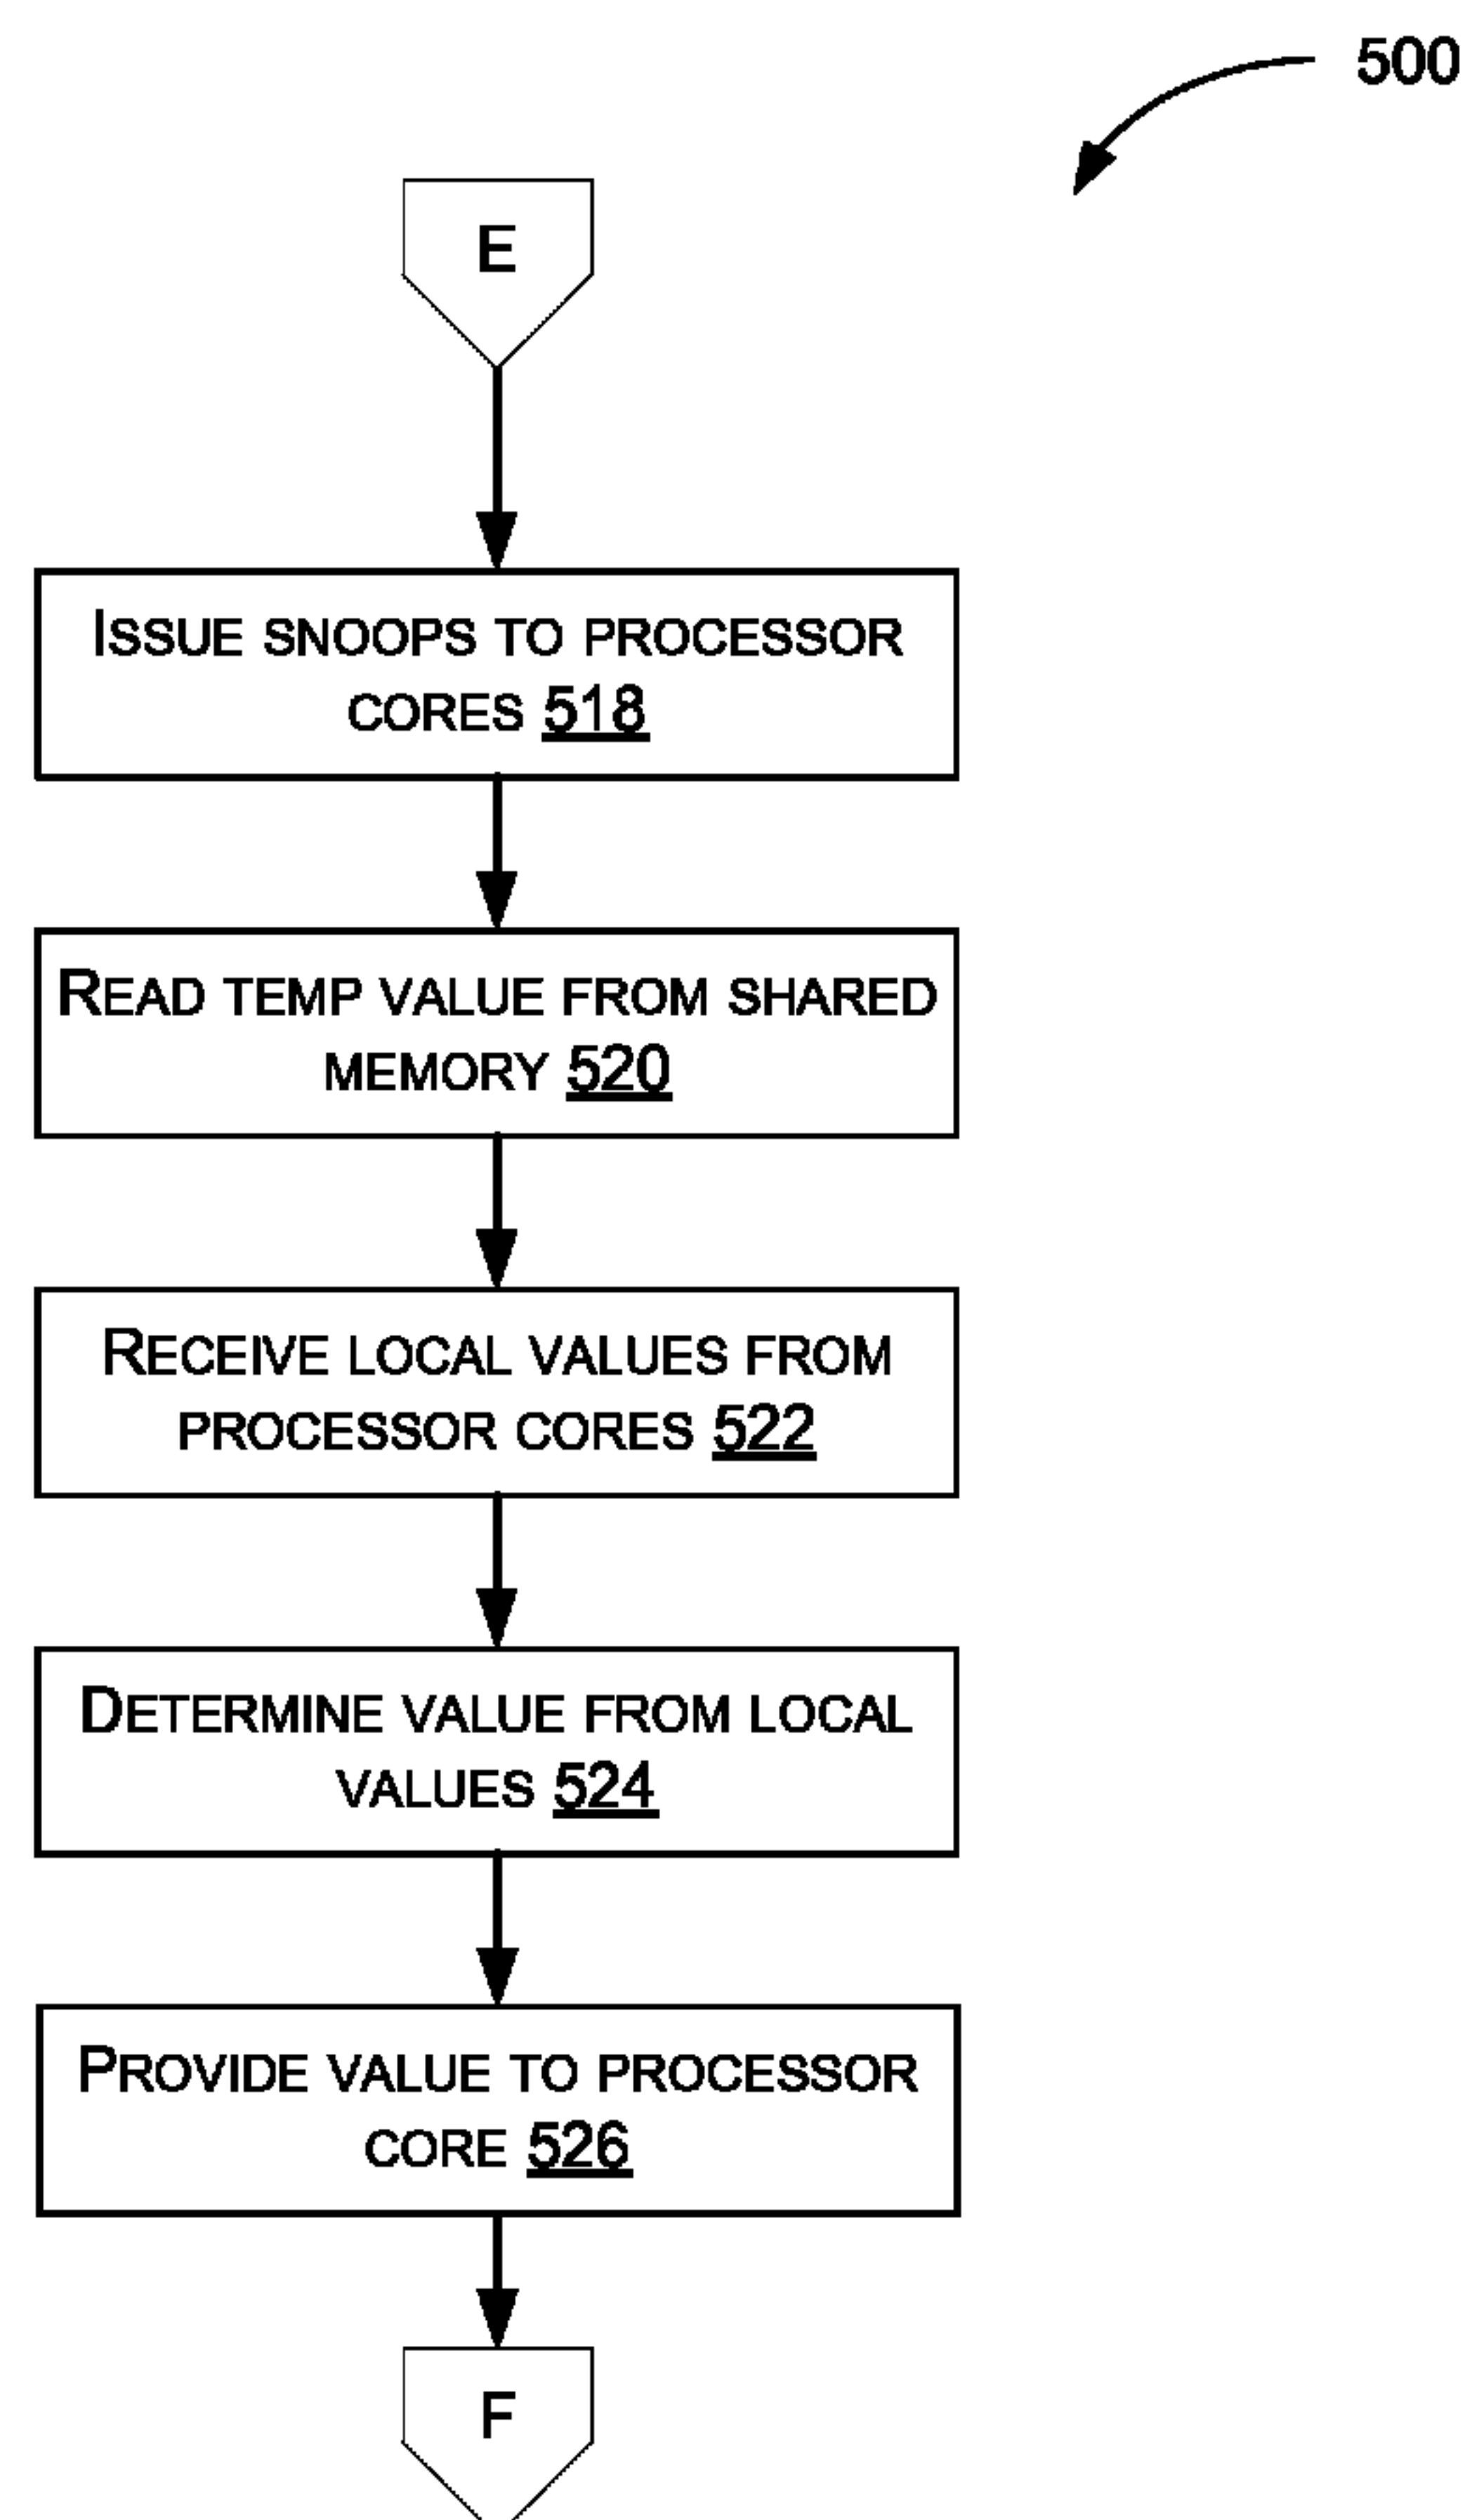 500
E
ISSUE SNOOPS TO PROCESSOR
CORES 518
READ TEMP VALUE FROM SHARED
MEMORY 520
RECEIVE LOCAL VALUES FROM
PROCESSOR CORES 522
DETERMINE VALUE FROM LOCAL
VALUES 524
PROVIDE VALUE TO PROCESSOR
CORE 526
F